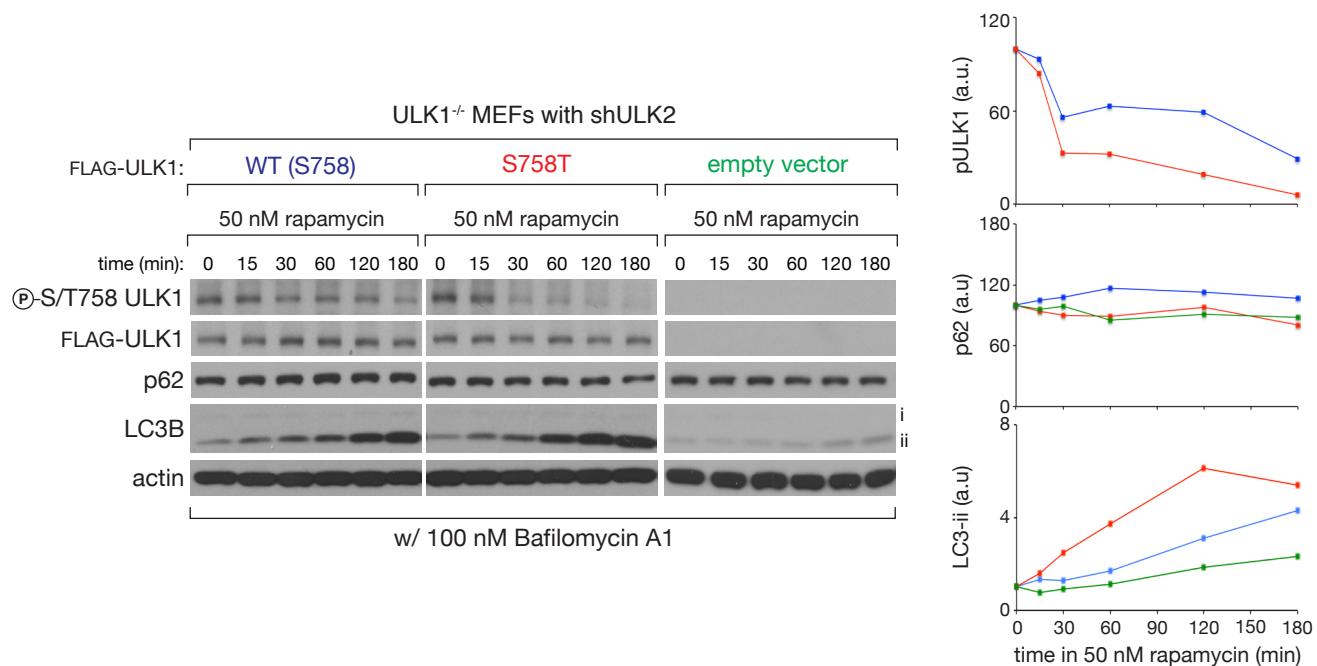 ULK1-/- MEFs with shULK2
FLAG-ULK1: WT (S758) S758T empty vector
50 nM rapamycin 50 nM rapamycin 50 nM rapamycin
time (min): 0 15 30 60 120 180 0 15 30 60 120 180 0 15 30 60 120 180
Ⓟ-S/T758 ULK1
FLAG-ULK1
p62
LC3B
i
ii
actin
w/ 100 nM Bafilomycin A1
120
60
0
pULK1 (a.u.)
180
120
60
0
p62 (a.u)
8
4
0
LC3-ii (a.u)
0 30 60 90 120 150 180
time in 50 nM rapamycin (min)